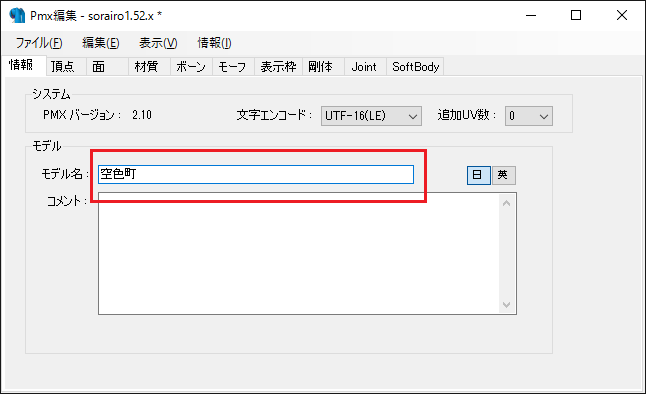 Pmx編集 - sorairo1.52.x *
ファイル(F) 編集(E) 表示(V) 情報(I)
情報 頂点 面 材質 ボーン モーフ 表示枠 剛体 Joint SoftBody
システム
PMXバージョン： 2.10 文字エンコード： UTF-16(LE) 追加UV数： 0
モデル
モデル名： 空色町 日 英
コメント：